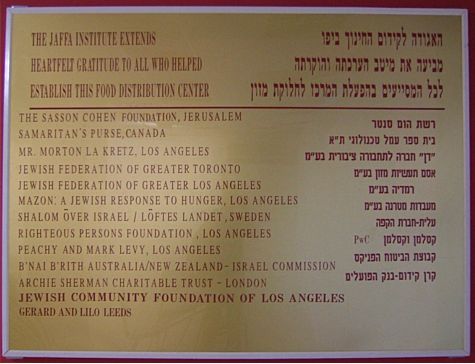 THE JAFFA INSTITUTE EXTENDS
HEARTFELT GRATITUDE TO ALL WHO HELPED
ESTABLISH THIS FOOD DISTRIBUTION CENTER
האגודה לקידום החינוך ביפו
מביעה את מיטב הערכתה והוקרתה
לכל המסייעים בהפעלת המרכז לחלוקת מזון
THE SASSON COHEN FOUNDATION, JERUSALEM
SAMARITAN'S PURSE, CANADA
MR. MORTON LA KRETZ, LOS ANGELES
JEWISH FEDERATION OF GREATER TORONTO
JEWISH FEDERATION OF GREATER LOS ANGELES
MAZON: A JEWISH RESPONSE TO HUNGER, LOS ANGELES
SHALOM ÖVER ISRAEL / LÖFTES LANDET, SWEDEN
RIGHTEOUS PERSONS FOUNDATION, LOS ANGELES
PEACHY AND MARK LEVY, LOS ANGELES
B'NAI B'RITH AUSTRALIA/NEW ZEALAND - ISRAEL COMMISSION
ARCHIE SHERMAN CHARITABLE TRUST - LONDON
JEWISH COMMUNITY FOUNDATION OF LOS ANGELES
GERARD AND LILO LEEDS
רשת הום סנטר
בית ספר עמל טכנולוגי ת"א
"דן" חברה לתחבורה ציבורית בע"מ
אסם תעשיות מזון בע"מ
רמדיה בע"מ
מעבדות מטרנה בע"מ
עלית-חברת הקפה
קסלמן וקסלמן PwC
קבוצת הביטוח הפניקס
קרן קידום-בנק הפועלים